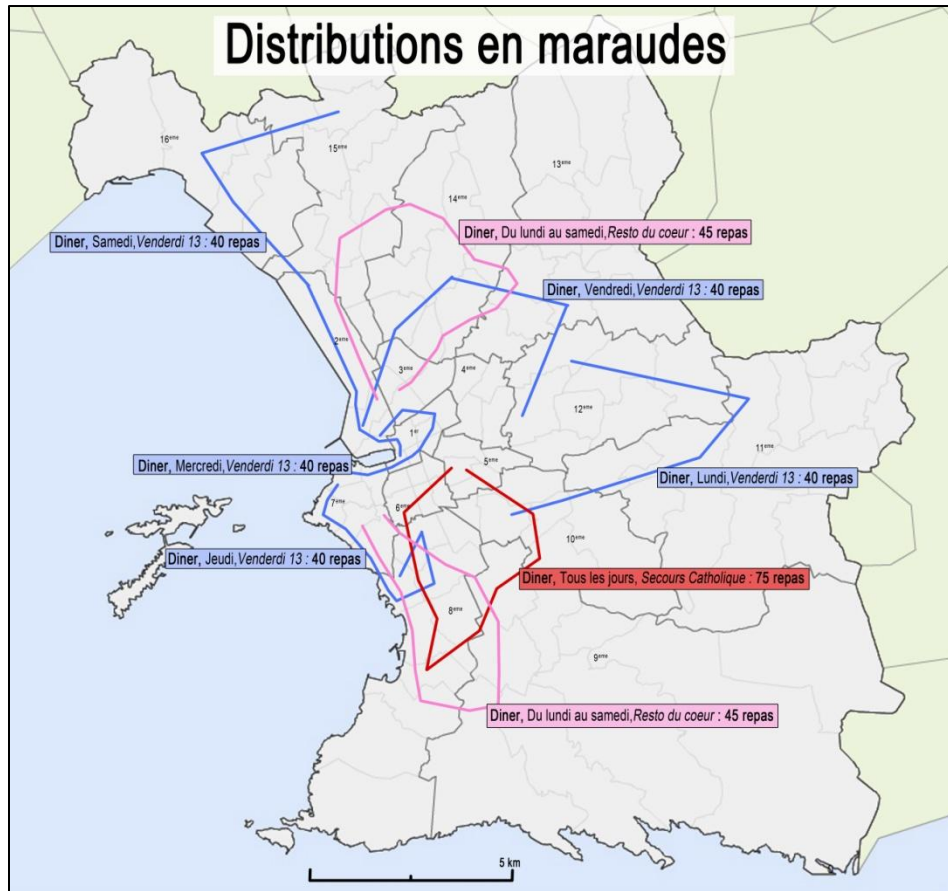 Distributions en maraudes
16ème
15ème
13ème
14ème
Diner, Samedi,Venderdi 13 : 40 repas
Diner, Du lundi au samedi,Resto du coeur : 45 repas
Diner, Vendredi,Venderdi 13 : 40 repas
2ème
3ème
4ème
12ème
1er
11ème
Diner, Mercredi,Venderdi 13 : 40 repas
5ème
Diner, Lundi,Venderdi 13 : 40 repas
7ème
6ème
10ème
Diner, Jeudi,Venderdi 13 : 40 repas
Diner, Tous les jours, Secours Catholique : 75 repas
8ème
9ème
Diner, Du lundi au samedi,Resto du coeur : 45 repas
5 km